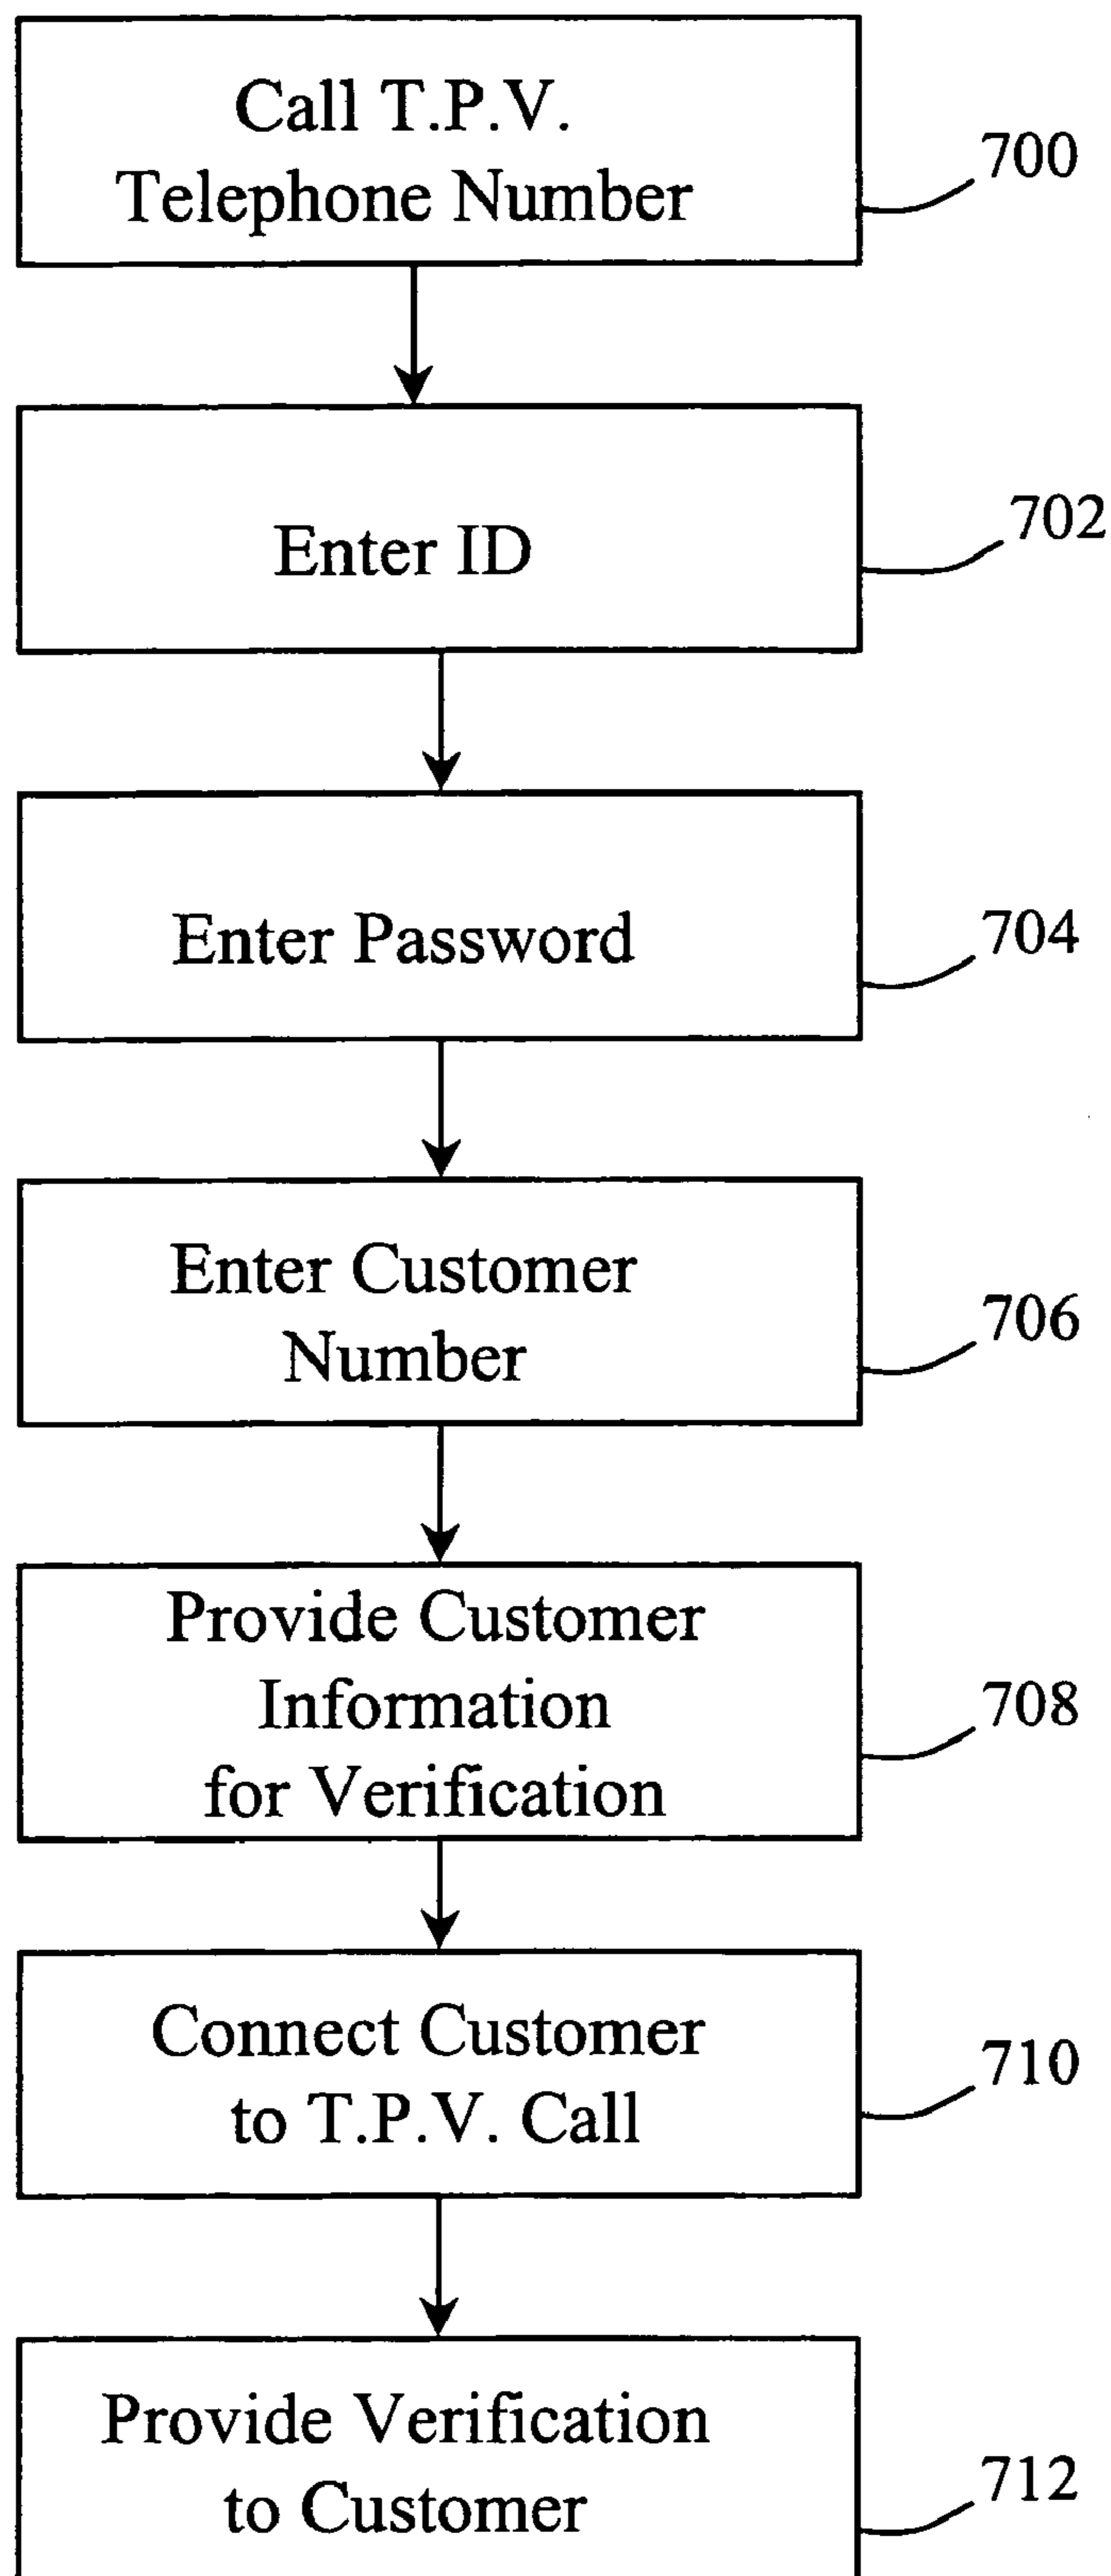 Call T.P.V.
Telephone Number
700
Enter ID
702
Enter Password
704
Enter Customer
Number
706
Provide Customer
Information
for Verification
708
Connect Customer
to T.P.V. Call
710
Provide Verification
to Customer
712